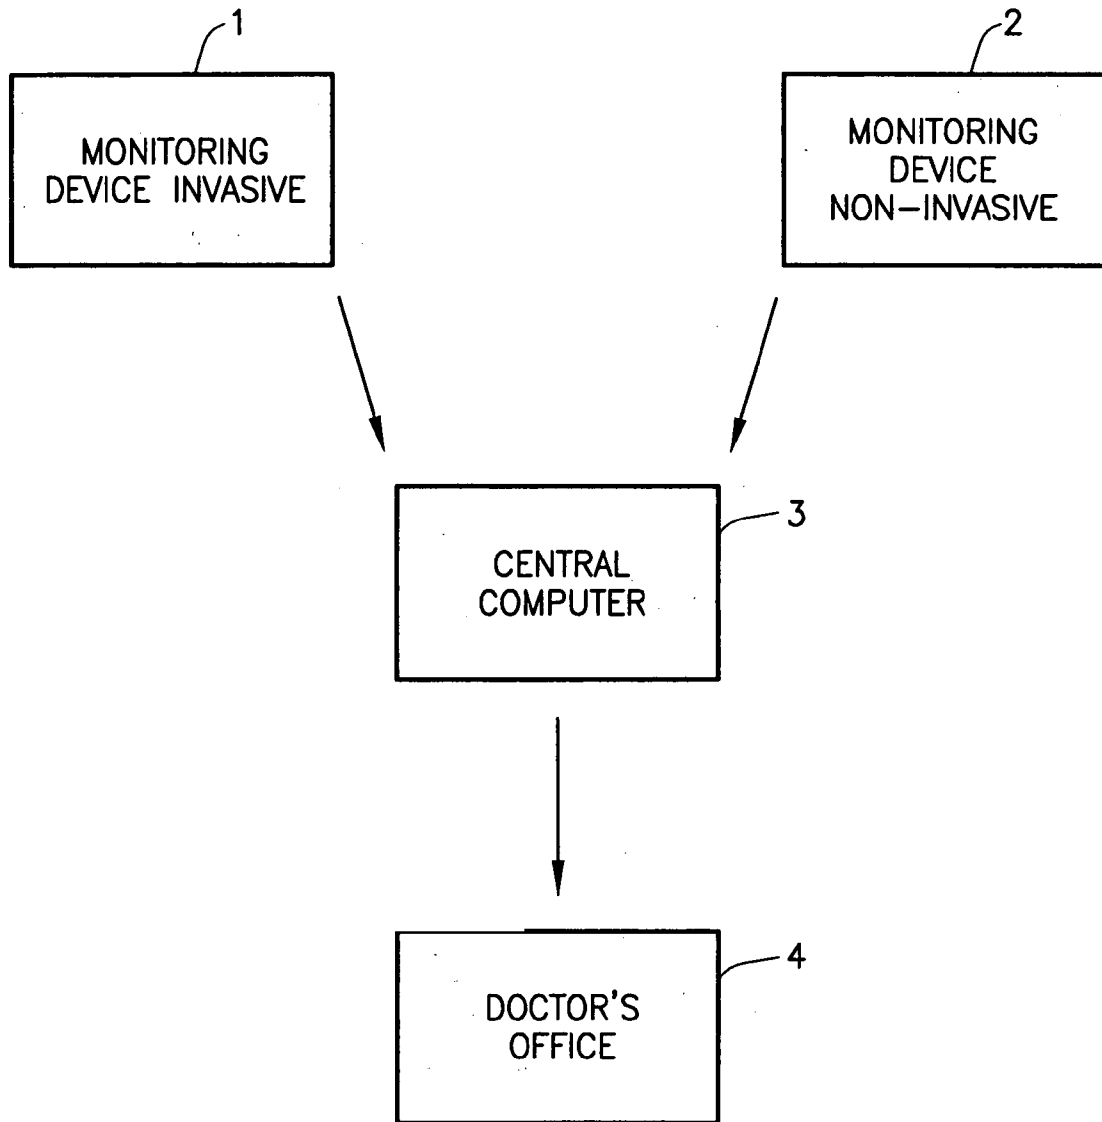 1
2
MONITORING
DEVICE INVASIVE
MONITORING
DEVICE
NON-INVASIVE
3
CENTRAL
COMPUTER
4
DOCTOR'S
OFFICE